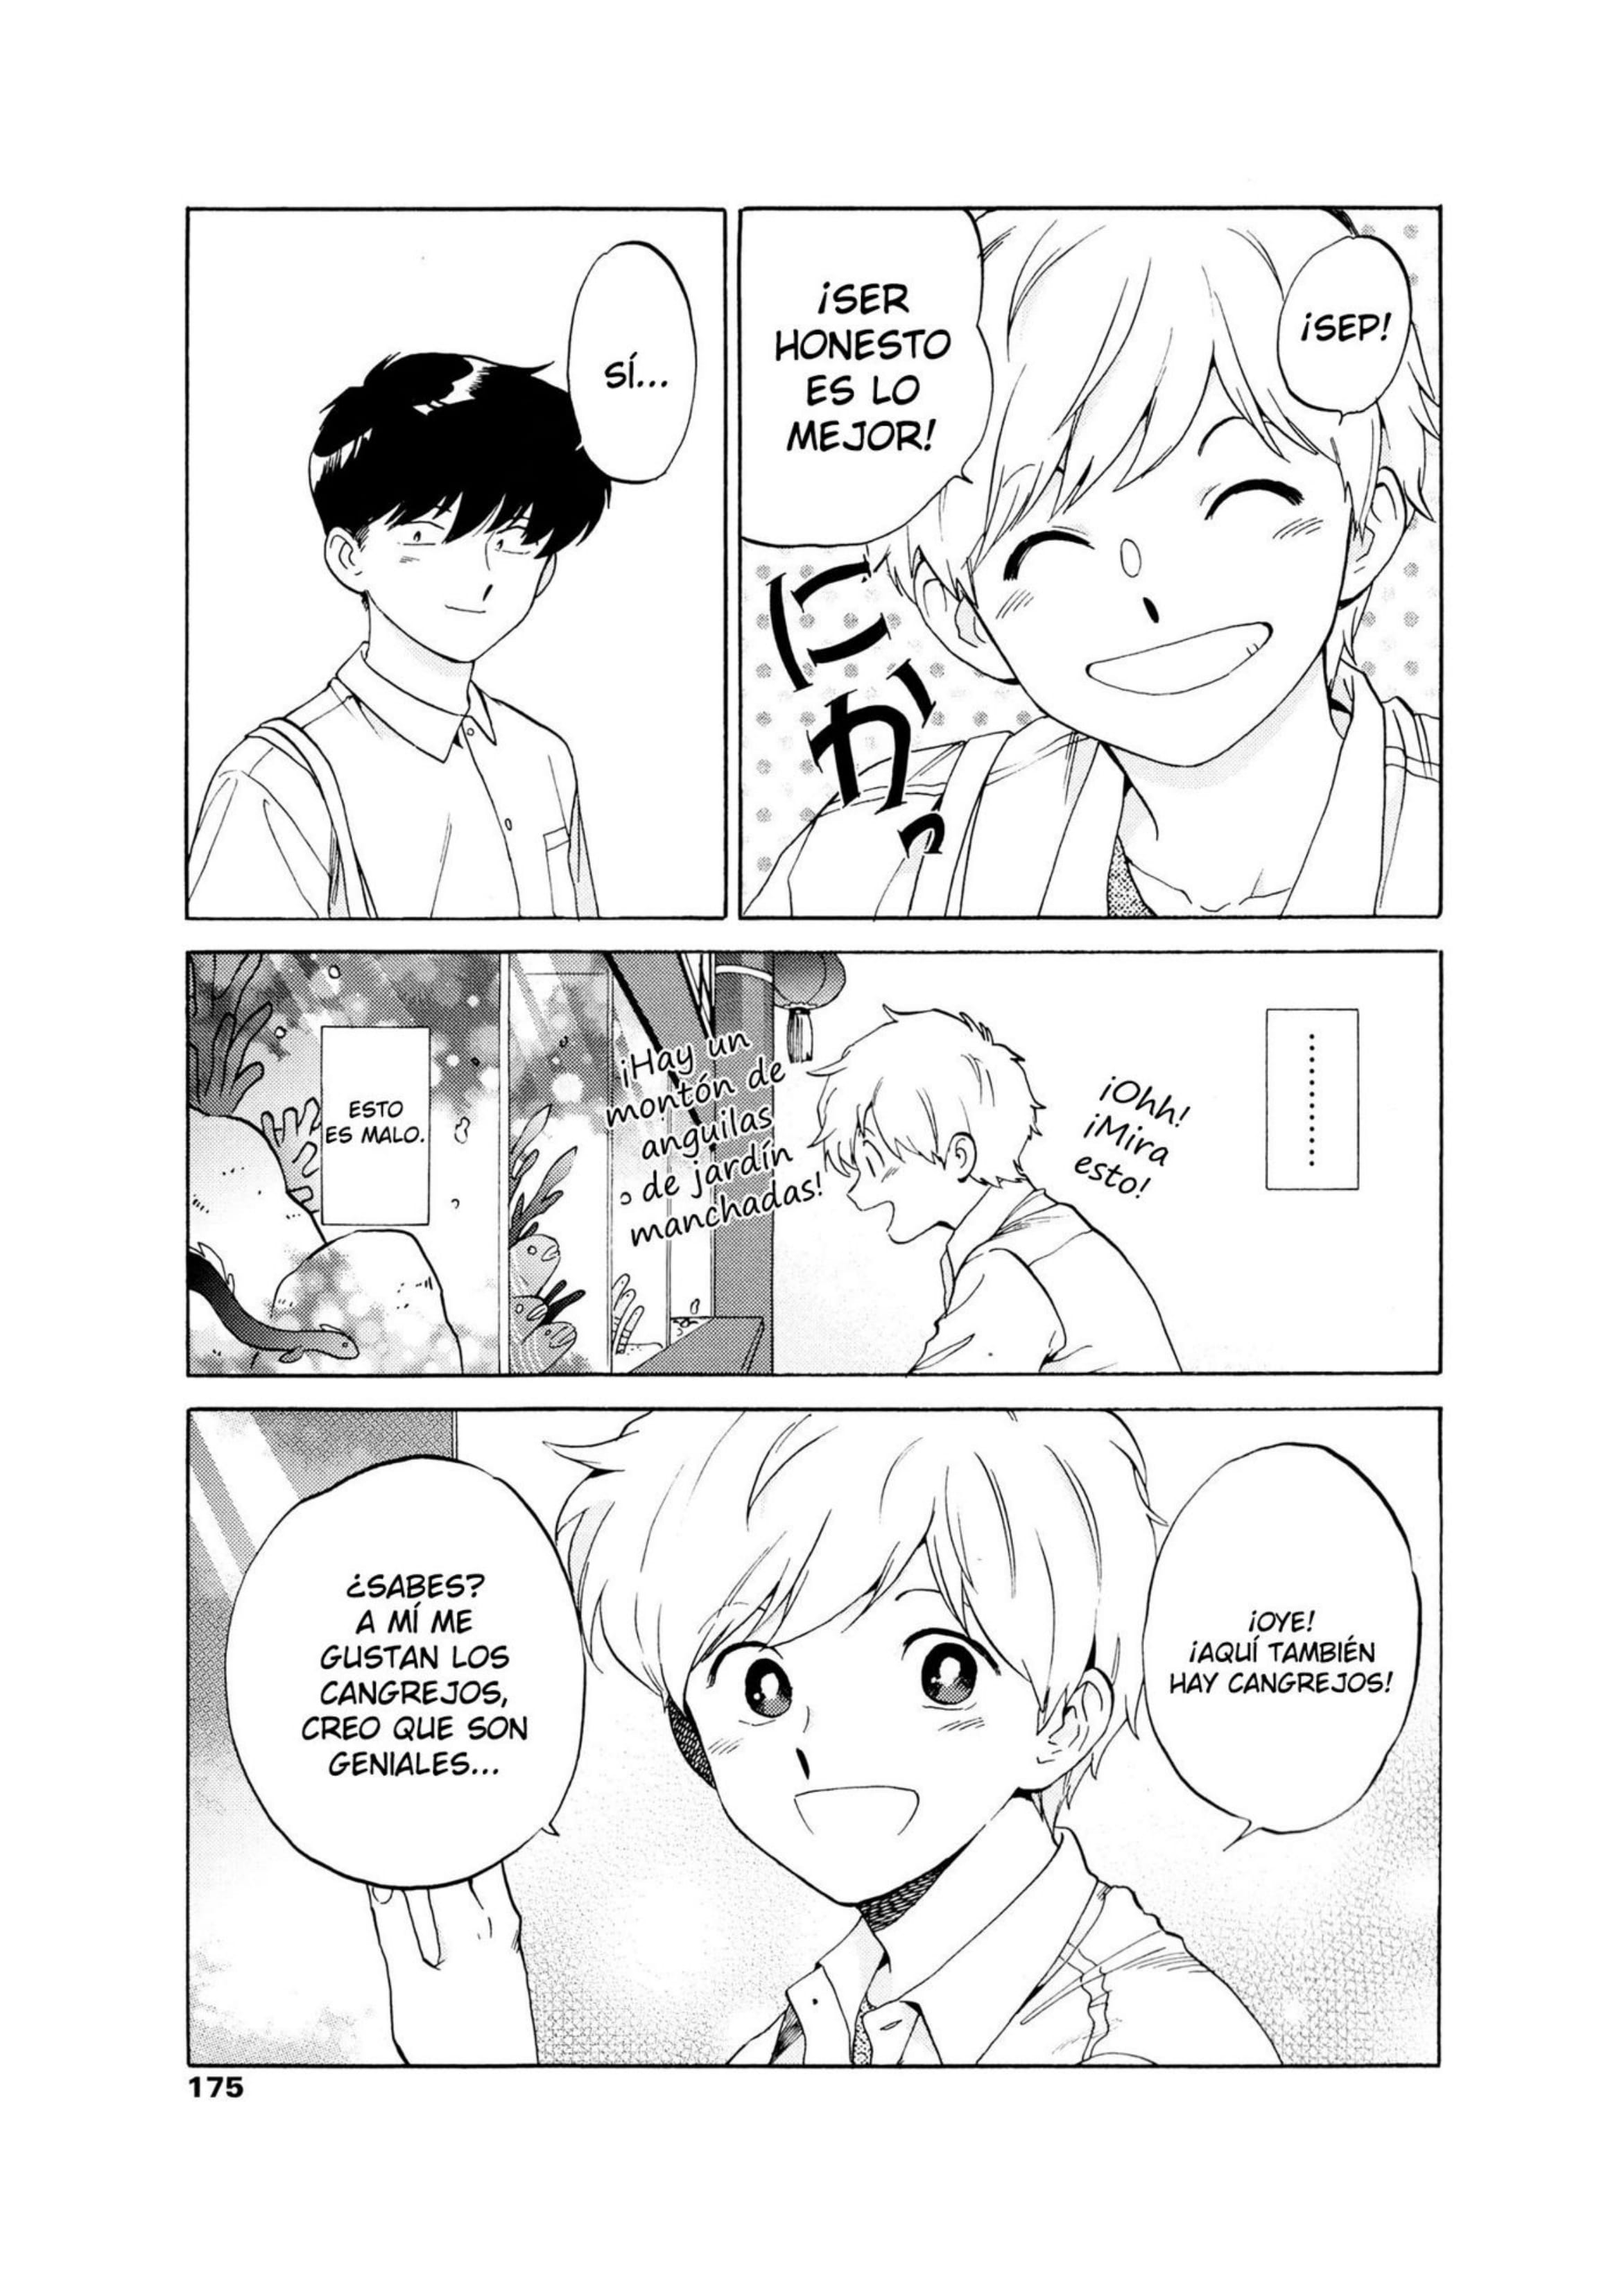 ¡SEP!
¡SER
HONESTO
ES LO
MEJOR!
にかっ
SÍ...
..........
¡Ohh!
¡Mira
esto!
¡Hay un
montón de
anguilas
de jardín
manchadas!
ESTO
ES MALO.
¡OYE!
¡AQUÍ TAMBIÉN
HAY CANGREJOS!
¿SABES?
A MÍ ME
GUSTAN LOS
CANGREJOS,
CREO QUE SON
GENIALES...
175